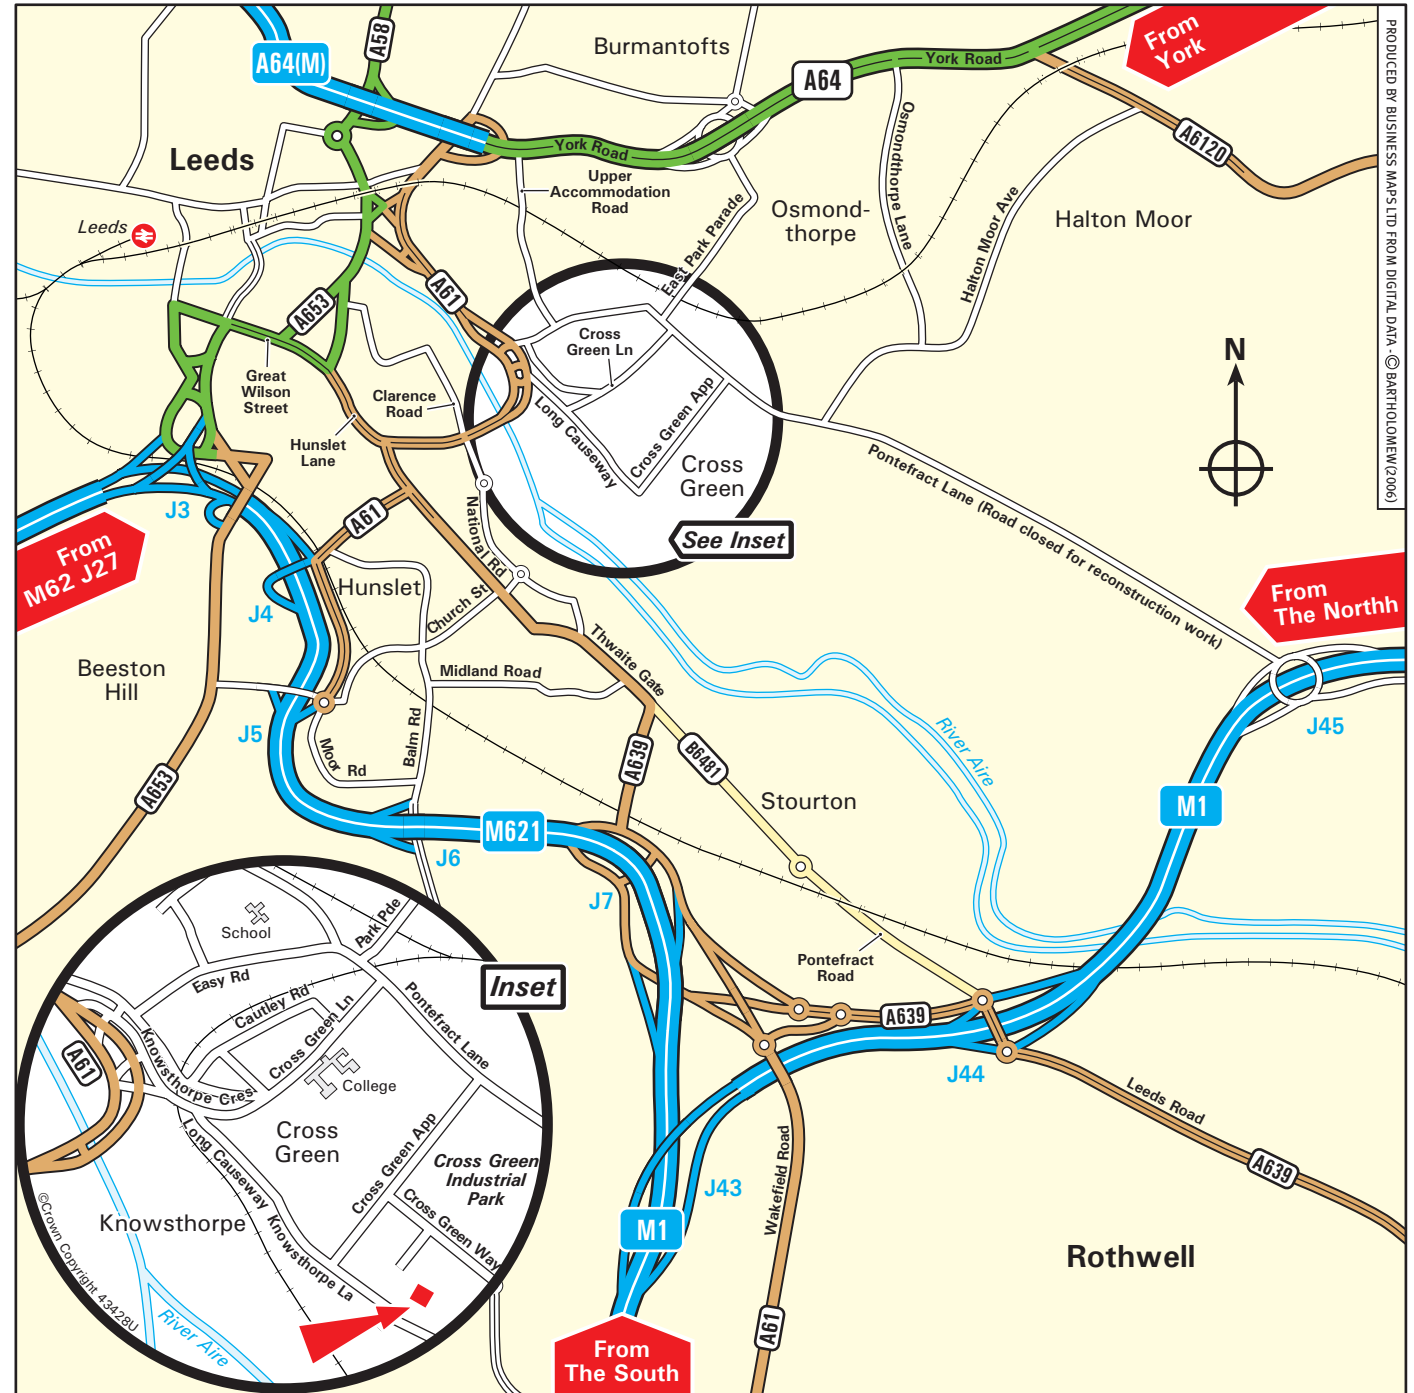 A58
Burmantofts
From
York
A64(M)
A64
York Road
PRODUCED BY BUSINESS MAPS LTD FROM DIGITAL DATA - © BARTHOLOMEW(2006)
Leeds
York Road
Osmondthorpe Lane
A6120
Upper
Accommodation
Road
Leeds
East Park Parade
Osmond-
thorpe
Halton Moor Ave
Halton Moor
A653
A61
Cross
Green Ln
N
Great
Wilson
Street
Clarence
Road
Long Causeway
Cross Green App
Hunslet
Lane
Cross
Green
Pontefract Lane (Road closed for reconstruction work)
J3
A61
National Rd
See Inset
From
M62 J27
Hunslet
J4
Church St
From
The Northh
Beeston
Hill
Midland Road
Thwaite Gate
J5
Moor
Rd
Balm Rd
A639
B6481
River Aire
J45
A653
Stourton
M1
M621
J6
J7
School
Park Pde
Pontefract
Road
Easy Rd
Inset
Cautley Rd
Cross Green Ln
Pontefract Lane
A639
A61
Knowsthorpe Cres
College
J44
Leeds Road
Cross
Green
Long Causeway
Cross Green App
Cross Green
Industrial
Park
Wakefield Road
A639
J43
Knowsthorpe
Knowsthorpe La
Cross Green Way
M1
Rothwell
©Crown Copyright 43428U
River Aire
A61
From
The South